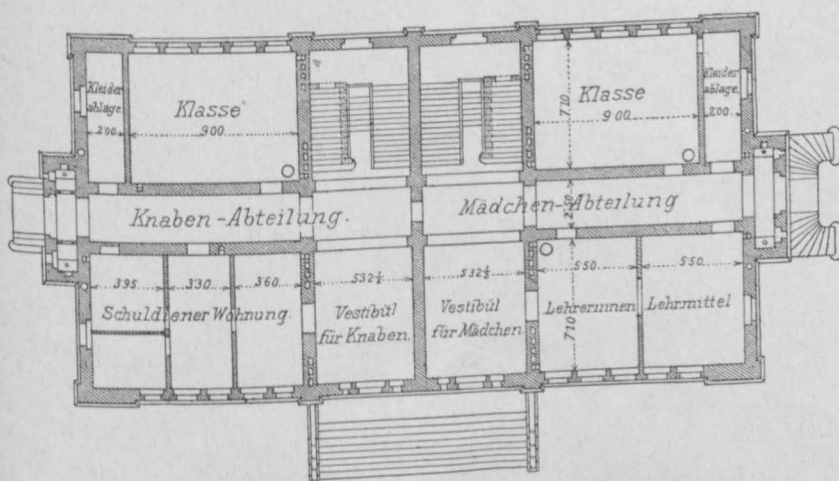 Kleider
ablage.
200
Klasse
900
Klasse
900
710
Kleider
ablage.
200
Knaben-Abteilung.
Mädchen-Abteilung
250
395
330
360
532½
532½
550
550
Schuldiener Wohnung.
Vestibül
für Knaben.
Vestibül
für Mädchen.
Lehrerinnen
Lehrmittel
710